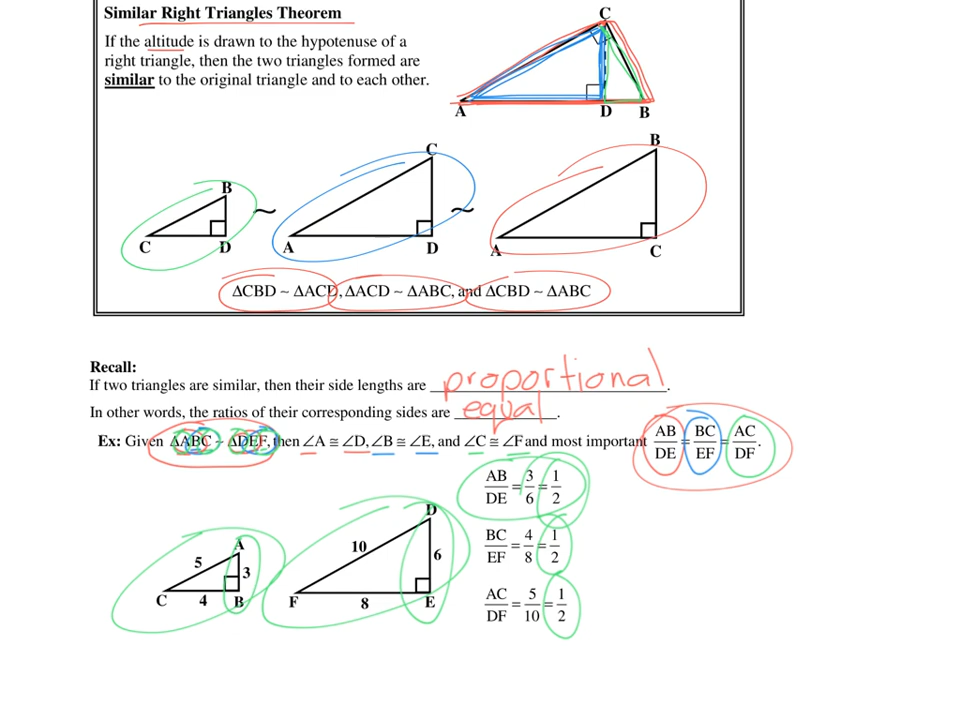 Similar Right Triangles Theorem
If the altitude is drawn to the hypotenuse of a
right triangle, then the two triangles formed are
similar to the original triangle and to each other.
C
A
D
B
B
C
D
~
C
A
D
~
B
A
C
ΔCBD ~ ΔACD, ΔACD ~ ΔABC, and ΔCBD ~ ΔABC
Recall:
If two triangles are similar, then their side lengths are proportional.
In other words, the ratios of their corresponding sides are equal.
Ex: Given ΔABC ~ ΔDEF, then ∠A ≅ ∠D, ∠B ≅ ∠E, and ∠C ≅ ∠F and most important AB/DE = BC/EF = AC/DF.
AB/DE = 3/6 = 1/2
BC/EF = 4/8 = 1/2
AC/DF = 5/10 = 1/2
A
5
3
C
4
B
D
10
6
F
8
E